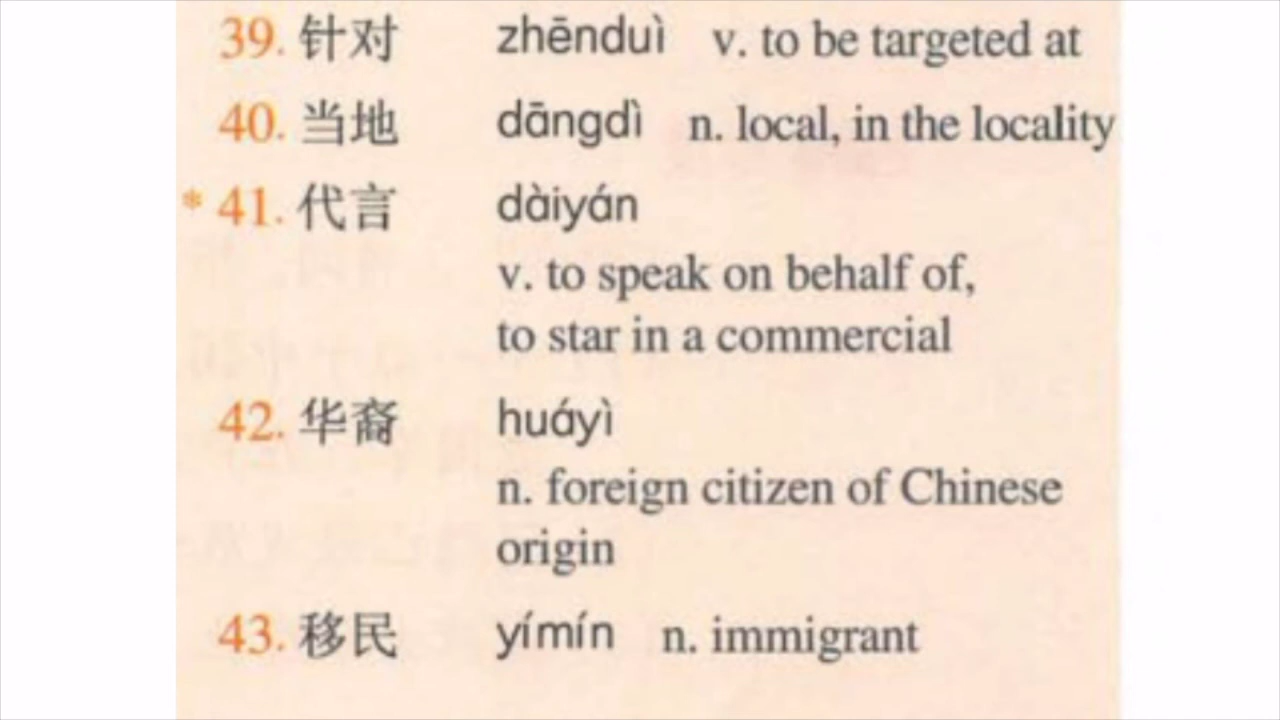 39. 针对 zhēnduì v. to be targeted at
40. 当地 dāngdì n. local, in the locality
* 41. 代言 dàiyán
v. to speak on behalf of,
to star in a commercial
42. 华裔 huáyì
n. foreign citizen of Chinese
origin
43. 移民 yímín n. immigrant